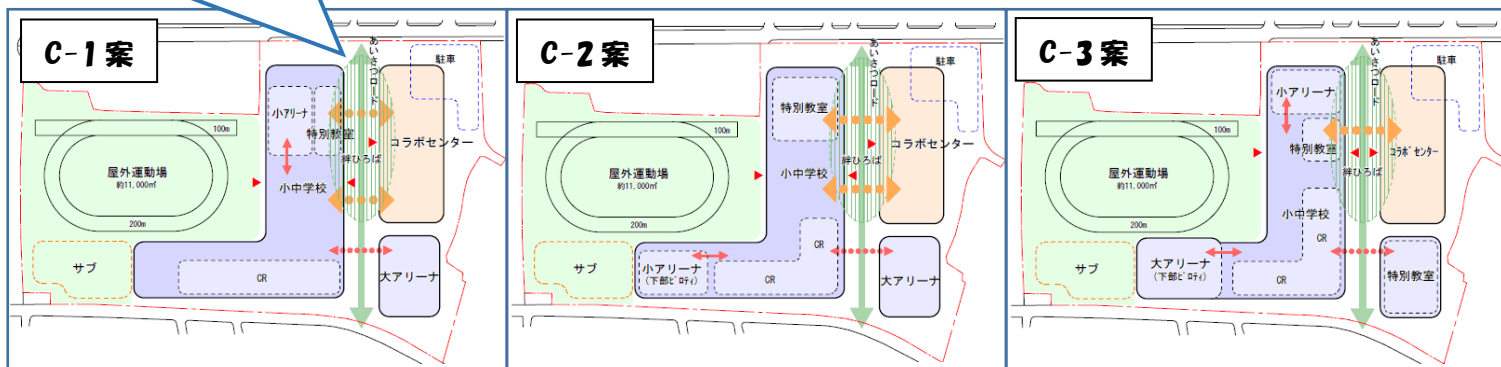 C-1案
あいさつロード
駐車
小アリーナ
特別教室
コラボセンター
100m
絆ひろば
屋外運動場
約11,000㎡
小中学校
200m
サブ
CR
大アリーナ
C-2案
あいさつロード
駐車
特別教室
コラボセンター
100m
絆ひろば
屋外運動場
約11,000㎡
小中学校
200m
サブ
小アリーナ
(下部ピロティ)
CR
大アリーナ
C-3案
あいさつロード
駐車
小アリーナ
100m
特別教室
コラボセンター
絆ひろば
屋外運動場
約11,000㎡
小中学校
200m
CR
サブ
大アリーナ
(下部ピロティ)
CR
特別教室